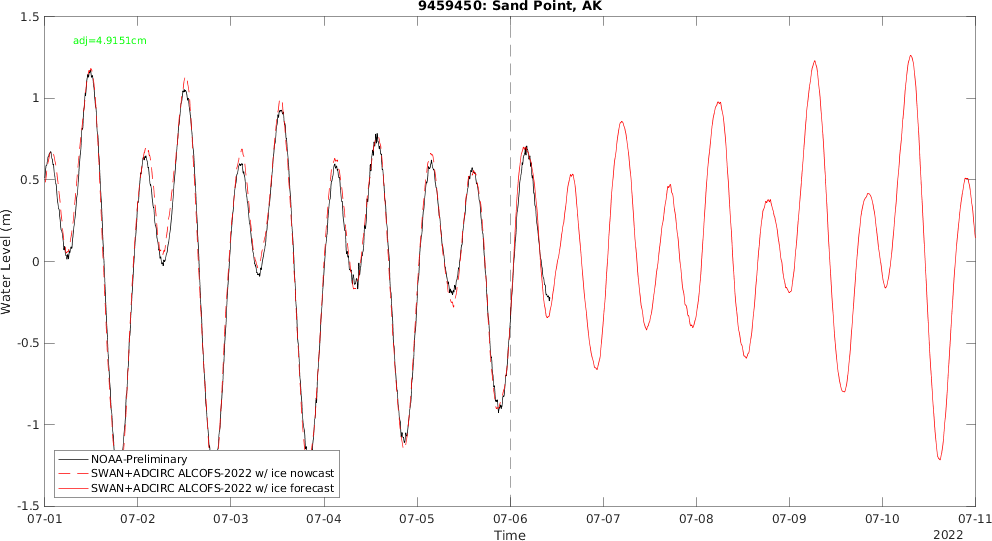 9459450: Sand Point, AK
adj=4.9151cm
1.5
1
0.5
0
-0.5
-1
-1.5
Water Level (m)
NOAA-Preliminary
SWAN+ADCIRC ALCOFS-2022 w/ ice nowcast
SWAN+ADCIRC ALCOFS-2022 w/ ice forecast
07-01 07-02 07-03 07-04 07-05 07-06 07-07 07-08 07-09 07-10 07-11
Time
2022